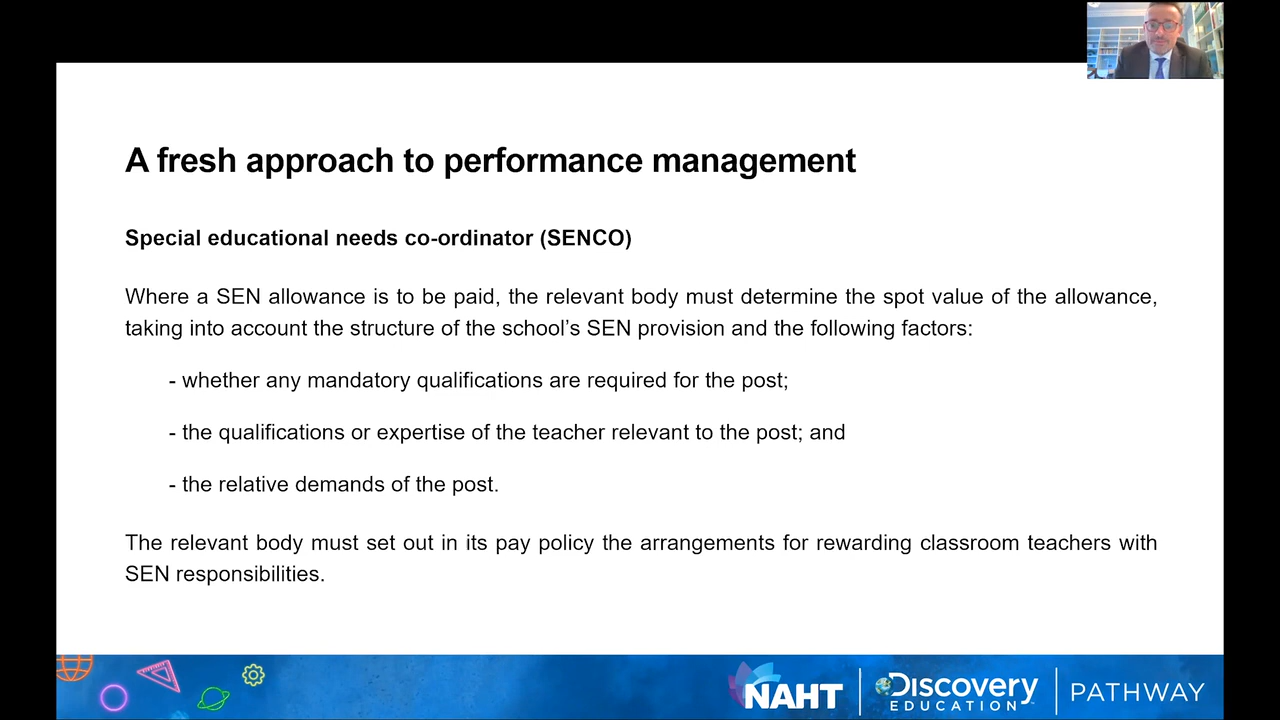 A fresh approach to performance management
Special educational needs co-ordinator (SENCO)
Where a SEN allowance is to be paid, the relevant body must determine the spot value of the allowance,
taking into account the structure of the school’s SEN provision and the following factors:
- whether any mandatory qualifications are required for the post;
- the qualifications or expertise of the teacher relevant to the post; and
- the relative demands of the post.
The relevant body must set out in its pay policy the arrangements for rewarding classroom teachers with
SEN responsibilities.
NAHT
Discovery
EDUCATION
PATHWAY